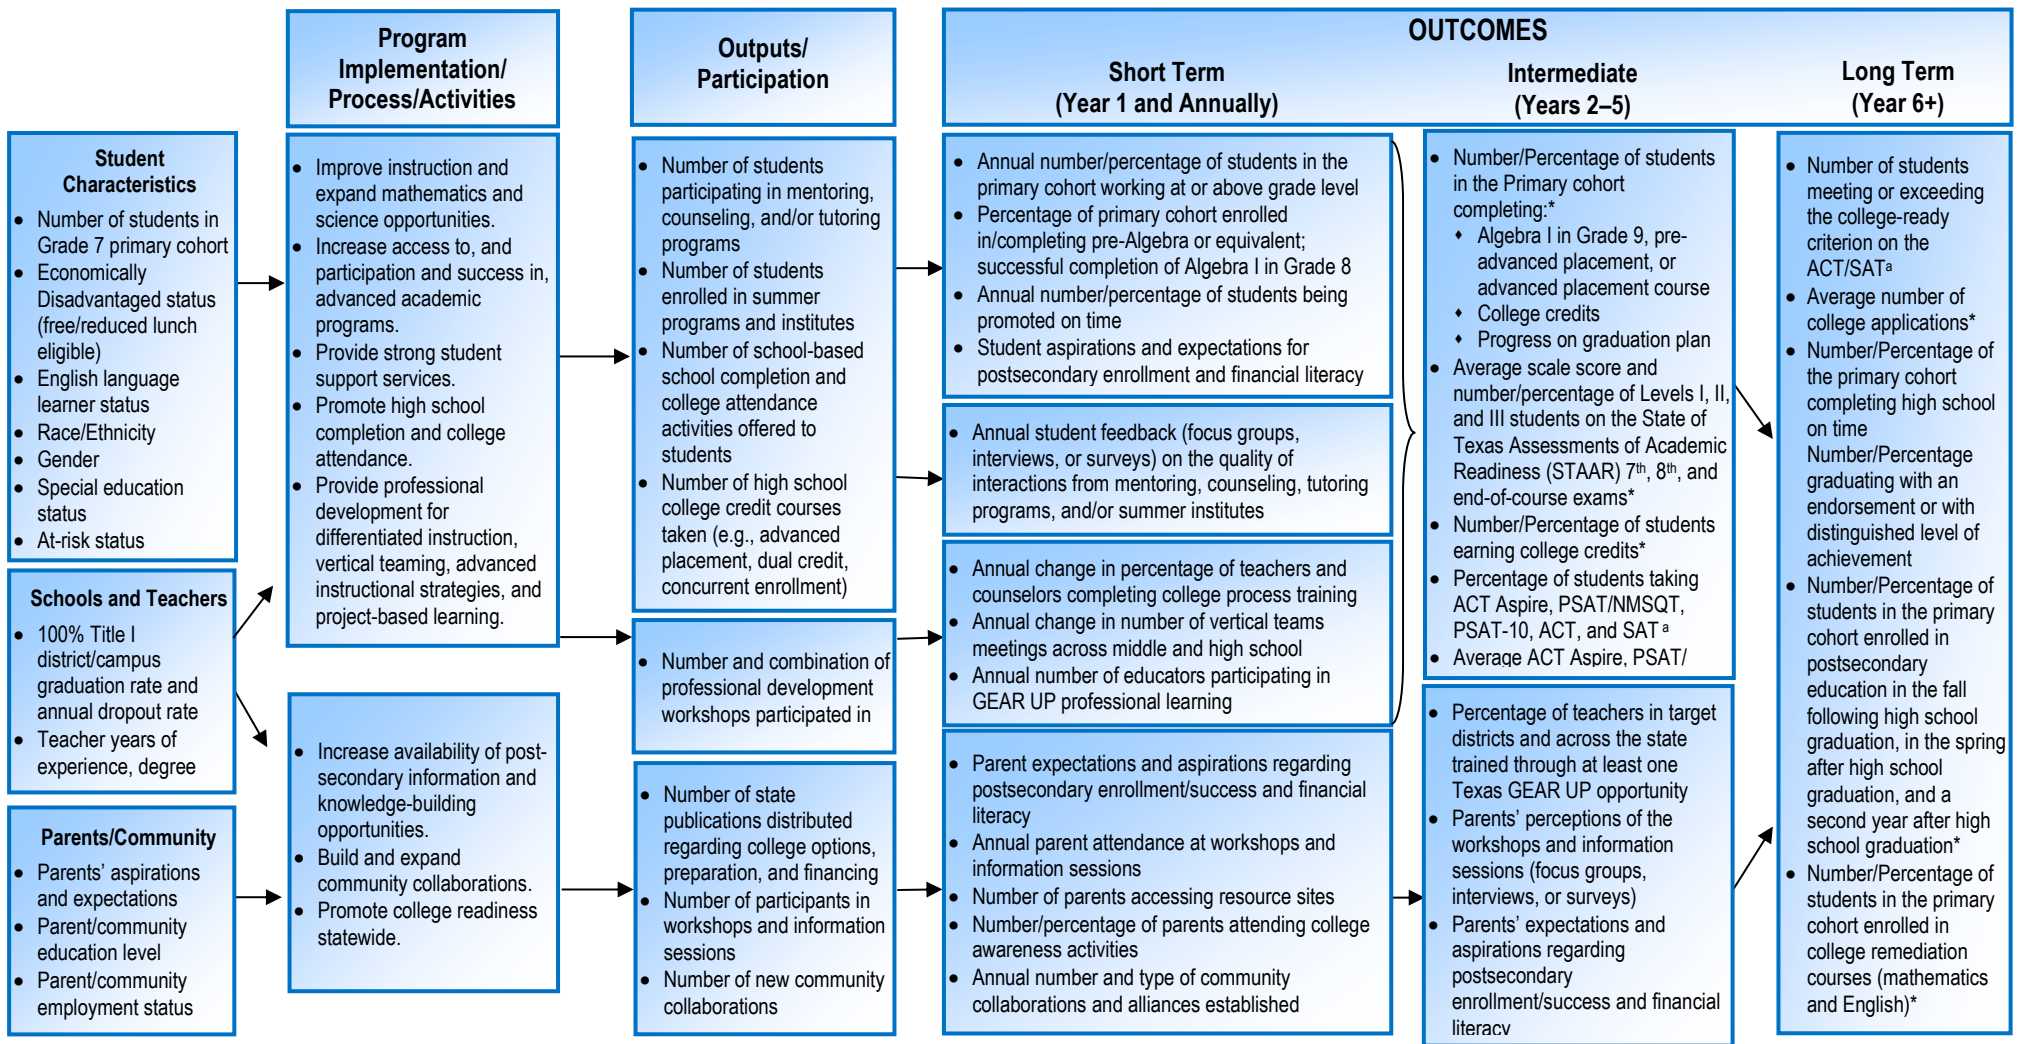 Program
Implementation/
Process/Activities
Outputs/
Participation
OUTCOMES
Short Term
(Year 1 and Annually)
Intermediate
(Years 2–5)
Long Term
(Year 6+)
Student
Characteristics
• Number of students in
Grade 7 primary cohort
• Economically
Disadvantaged status
(free/reduced lunch
eligible)
• English language
learner status
• Race/Ethnicity
• Gender
• Special education
status
• At-risk status
Schools and Teachers
• 100% Title I
district/campus
graduation rate and
annual dropout rate
• Teacher years of
experience, degree
Parents/Community
• Parents’ aspirations
and expectations
• Parent/community
education level
• Parent/community
employment status
• Improve instruction and
expand mathematics and
science opportunities.
• Increase access to, and
participation and success in,
advanced academic
programs.
• Provide strong student
support services.
• Promote high school
completion and college
attendance.
• Provide professional
development for
differentiated instruction,
vertical teaming, advanced
instructional strategies, and
project-based learning.
• Increase availability of post-
secondary information and
knowledge-building
opportunities.
• Build and expand
community collaborations.
• Promote college readiness
statewide.
• Number of students
participating in mentoring,
counseling, and/or tutoring
programs
• Number of students
enrolled in summer
programs and institutes
• Number of school-based
school completion and
college attendance
activities offered to
students
• Number of high school
college credit courses
taken (e.g., advanced
placement, dual credit,
concurrent enrollment)
• Number and combination of
professional development
workshops participated in
• Number of state
publications distributed
regarding college options,
preparation, and financing
• Number of participants in
workshops and information
sessions
• Number of new community
collaborations
• Annual number/percentage of students in the
primary cohort working at or above grade level
• Percentage of primary cohort enrolled
in/completing pre-Algebra or equivalent;
successful completion of Algebra I in Grade 8
• Annual number/percentage of students being
promoted on time
• Student aspirations and expectations for
postsecondary enrollment and financial literacy
• Annual student feedback (focus groups,
interviews, or surveys) on the quality of
interactions from mentoring, counseling, tutoring
programs, and/or summer institutes
• Annual change in percentage of teachers and
counselors completing college process training
• Annual change in number of vertical teams
meetings across middle and high school
• Annual number of educators participating in
GEAR UP professional learning
• Parent expectations and aspirations regarding
postsecondary enrollment/success and financial
literacy
• Annual parent attendance at workshops and
information sessions
• Number of parents accessing resource sites
• Number/percentage of parents attending college
awareness activities
• Annual number and type of community
collaborations and alliances established
• Number/Percentage of students
in the Primary cohort
completing:*
♦ Algebra I in Grade 9, pre-
advanced placement, or
advanced placement course
♦ College credits
♦ Progress on graduation plan
• Average scale score and
number/percentage of Levels I, II,
and III students on the State of
Texas Assessments of Academic
Readiness (STAAR) 7th, 8th, and
end-of-course exams*
• Number/Percentage of students
earning college credits*
• Percentage of students taking
ACT Aspire, PSAT/NMSQT,
PSAT-10, ACT, and SAT a
• Average ACT Aspire, PSAT/
• Percentage of teachers in target
districts and across the state
trained through at least one
Texas GEAR UP opportunity
• Parents’ perceptions of the
workshops and information
sessions (focus groups,
interviews, or surveys)
• Parents’ expectations and
aspirations regarding
postsecondary
enrollment/success and financial
literacy
• Number of students
meeting or exceeding
the college-ready
criterion on the
ACT/SATa
• Average number of
college applications*
• Number/Percentage of
the primary cohort
completing high school
on time
Number/Percentage
graduating with an
endorsement or with
distinguished level of
achievement
• Number/Percentage of
students in the primary
cohort enrolled in
postsecondary
education in the fall
following high school
graduation, in the spring
after high school
graduation, and a
second year after high
school graduation*
• Number/Percentage of
students in the primary
cohort enrolled in
college remediation
courses (mathematics
and English)*